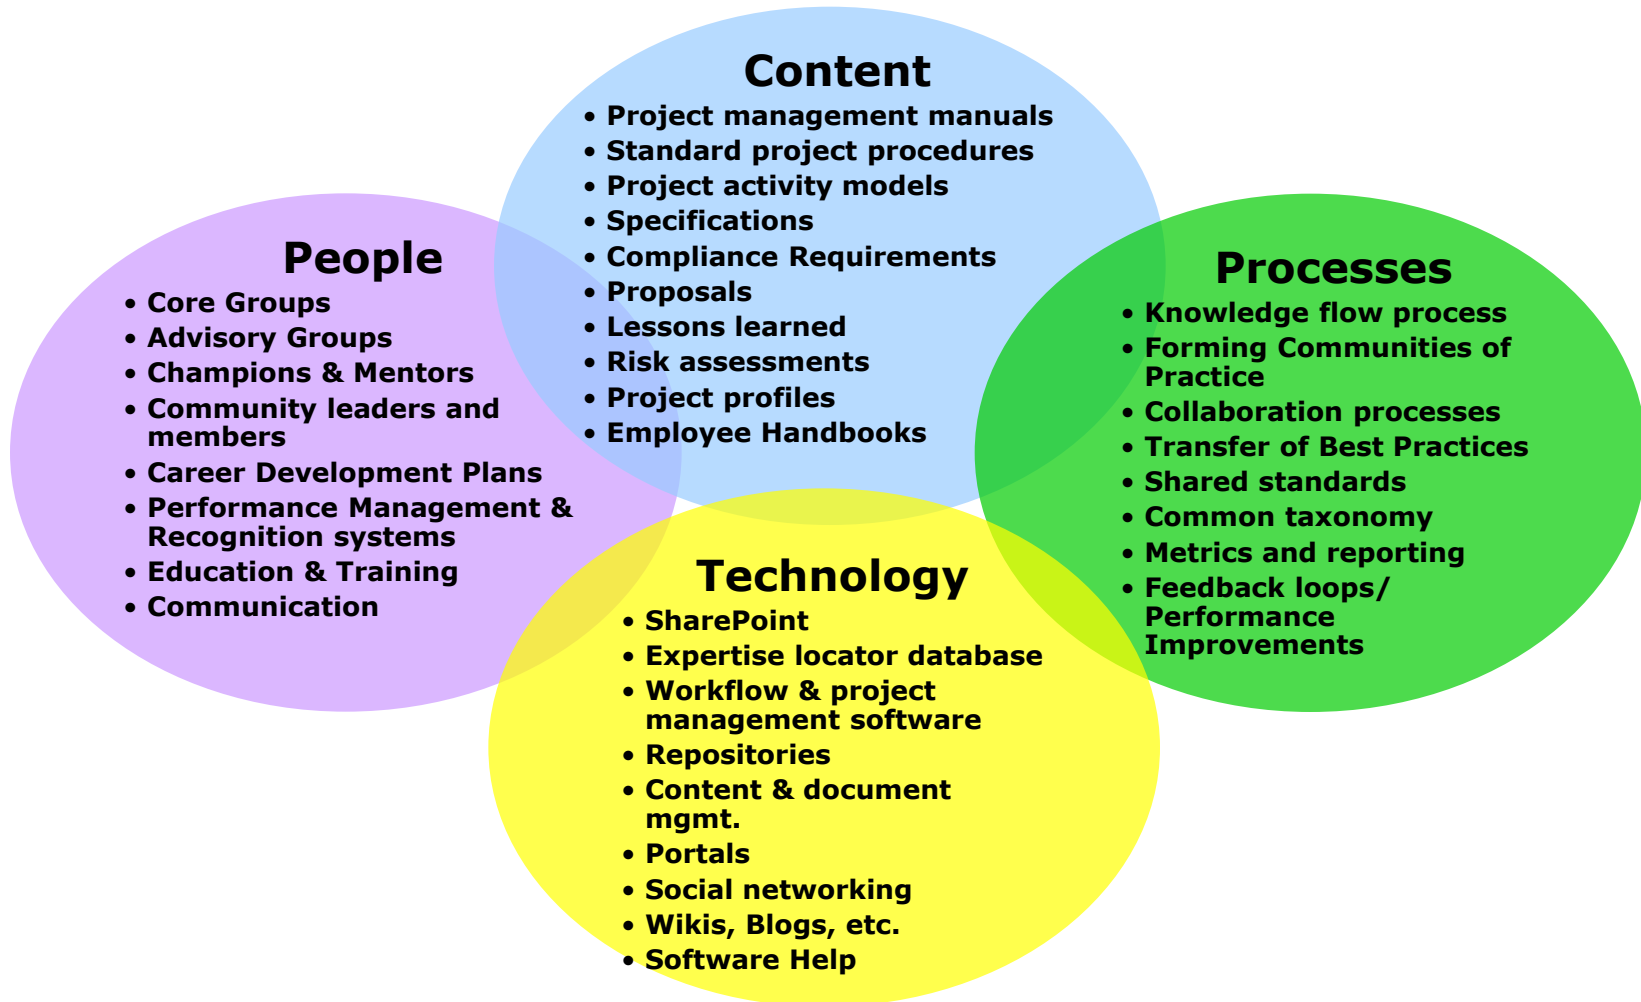 Content
• Project management manuals
• Standard project procedures
• Project activity models
• Specifications
• Compliance Requirements
• Proposals
• Lessons learned
• Risk assessments
• Project profiles
• Employee Handbooks
People
• Core Groups
• Advisory Groups
• Champions & Mentors
• Community leaders and
members
• Career Development Plans
• Performance Management &
Recognition systems
• Education & Training
• Communication
Processes
• Knowledge flow process
• Forming Communities of
Practice
• Collaboration processes
• Transfer of Best Practices
• Shared standards
• Common taxonomy
• Metrics and reporting
• Feedback loops/
Performance
Improvements
Technology
• SharePoint
• Expertise locator database
• Workflow & project
management software
• Repositories
• Content & document
mgmt.
• Portals
• Social networking
• Wikis, Blogs, etc.
• Software Help